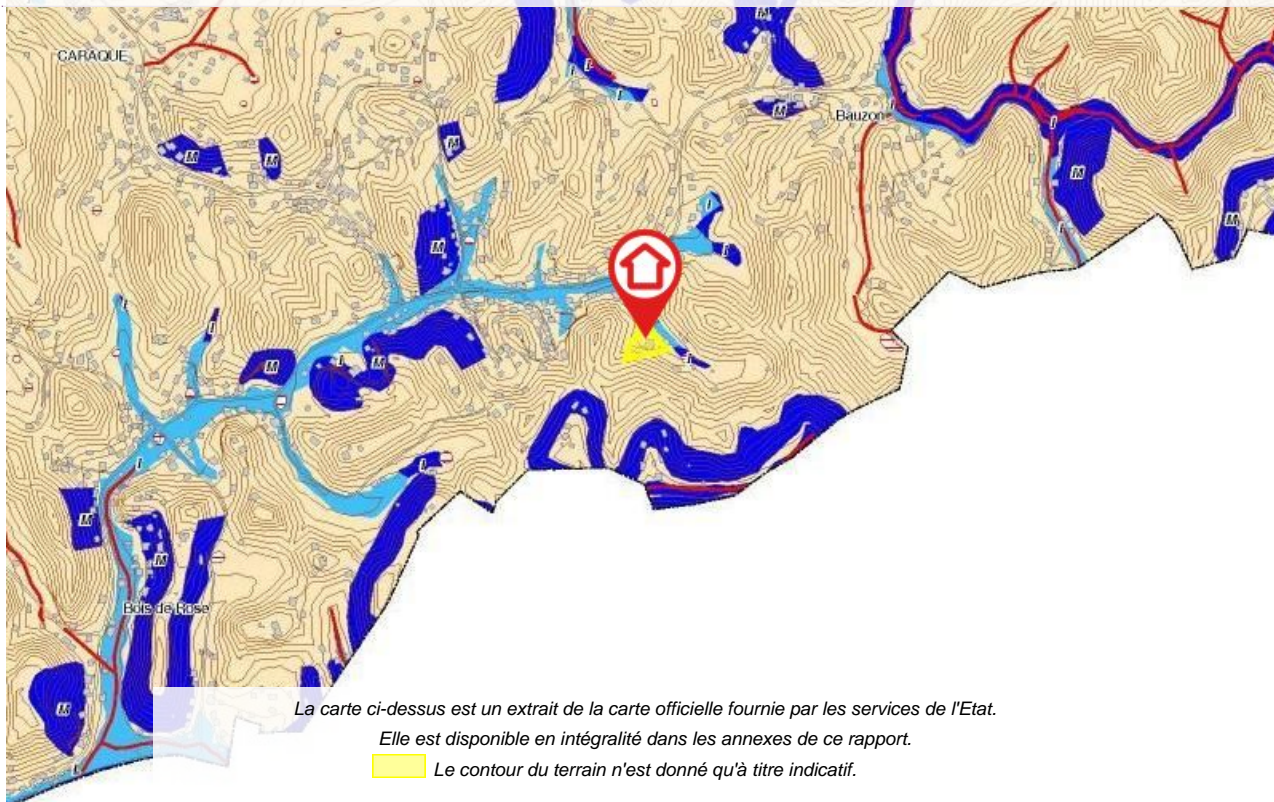 CARAQUE
I
I
M
M
Bauzon
I
M
I
M
M
M
M
I
M
I
I
I
I
M
I
M
I
I
I
M
M
Bois de Rose
M
I
La carte ci-dessus est un extrait de la carte officielle fournie par les services de l'Etat.
Elle est disponible en intégralité dans les annexes de ce rapport.
Le contour du terrain n'est donné qu'à titre indicatif.